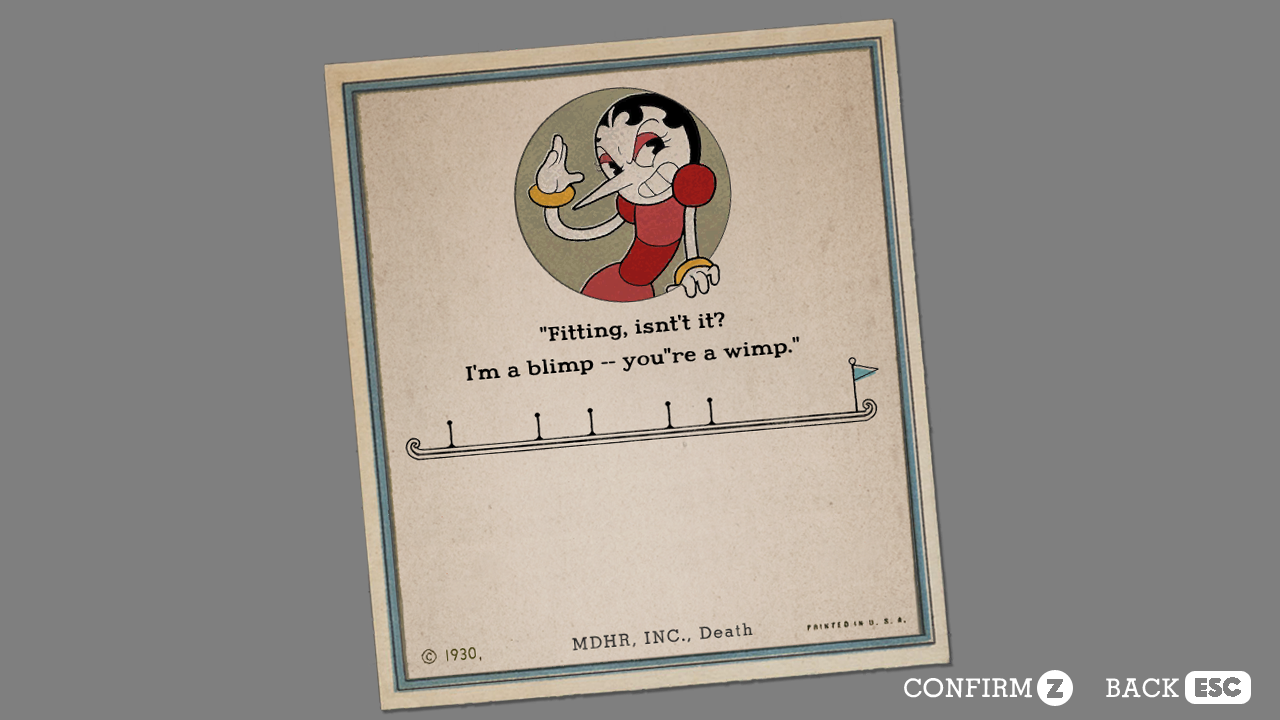 "Fitting, isnt't it?
I'm a blimp -- you"re a wimp."
© 1930,
MDHR, INC., Death
PRINTED IN U. S. A.
CONFIRM Z
BACK ESC